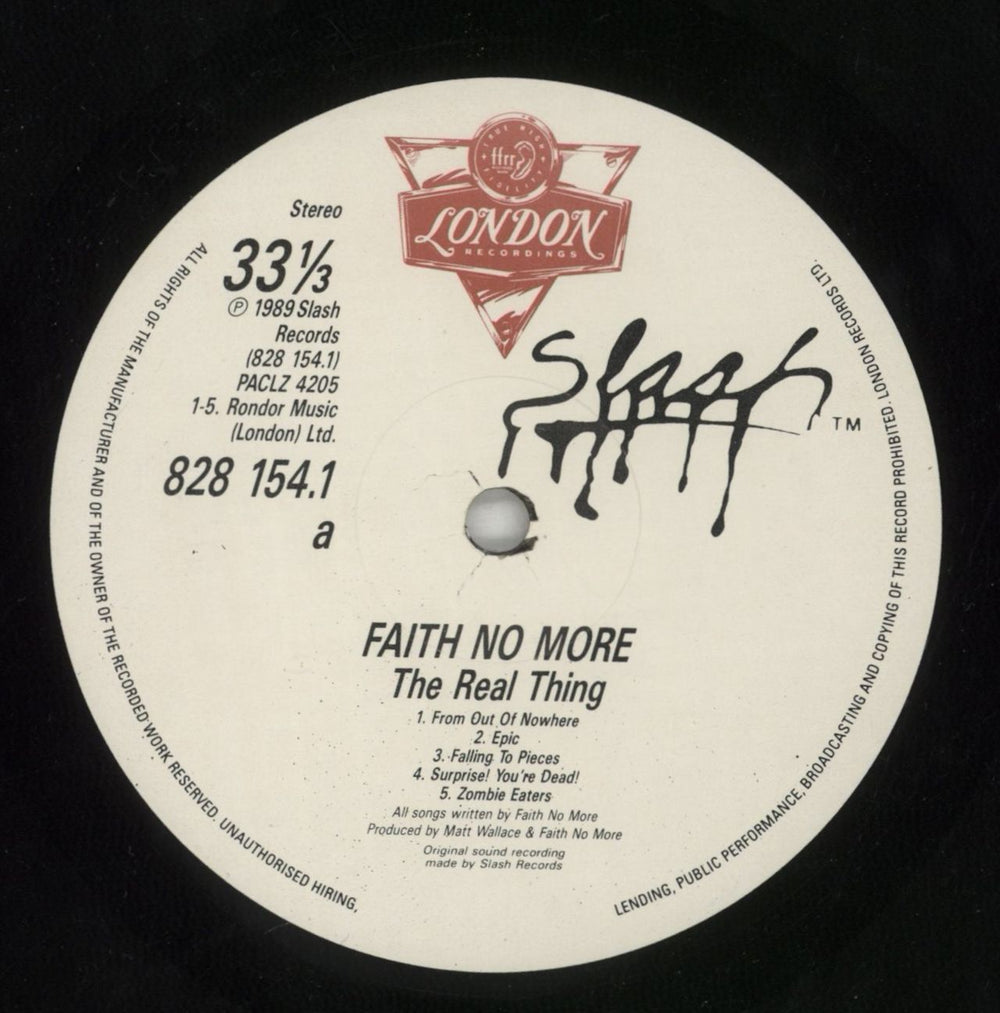 TRUE HIGH FIDELITY
ffrr
LONDON
RECORDINGS
Slash
TM
Stereo
33⅓
℗ 1989 Slash
Records
(828 154.1)
PACLZ 4205
1-5. Rondor Music
(London) Ltd.
828 154.1
a
FAITH NO MORE
The Real Thing
1. From Out Of Nowhere
2. Epic
3. Falling To Pieces
4. Surprise! You're Dead!
5. Zombie Eaters
All songs written by Faith No More
Produced by Matt Wallace & Faith No More
Original sound recording
made by Slash Records
ALL RIGHTS OF THE MANUFACTURER AND OF THE OWNER OF THE RECORDED WORK RESERVED. UNAUTHORISED HIRING,
LENDING, PUBLIC PERFORMANCE, BROADCASTING AND COPYING OF THIS RECORD PROHIBITED. LONDON RECORDS LTD.